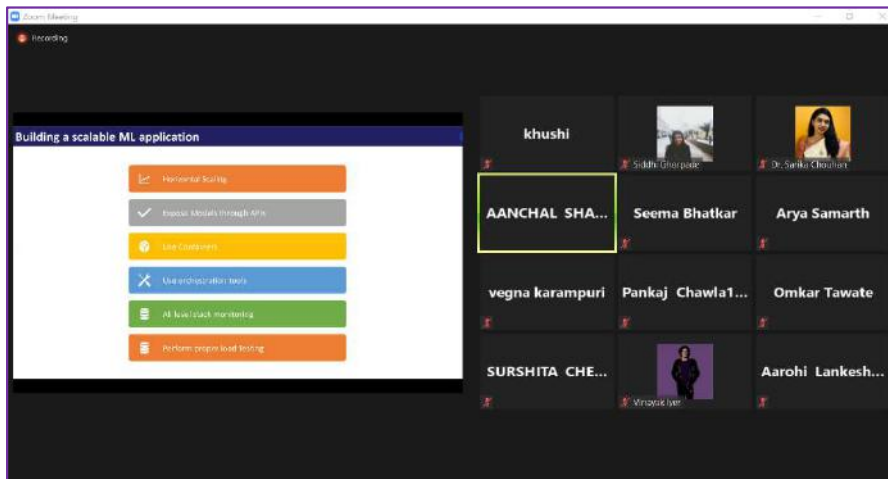 Zoom Meeting
Recording
Building a scalable ML application
Horizontal Scaling
Expose Models through APIs
Use Containers
Use orchestration tools
All level stack monitoring
Perform proper load Testing
khushi
Siddhi Ghorpade
Dr. Sarika Chouhan
AANCHAL SHA...
Seema Bhatkar
Arya Samarth
vegna karampuri
Pankaj Chawla1...
Omkar Tawate
SURSHITA CHE...
Vinayak Iyer
Aarohi Lankesh...